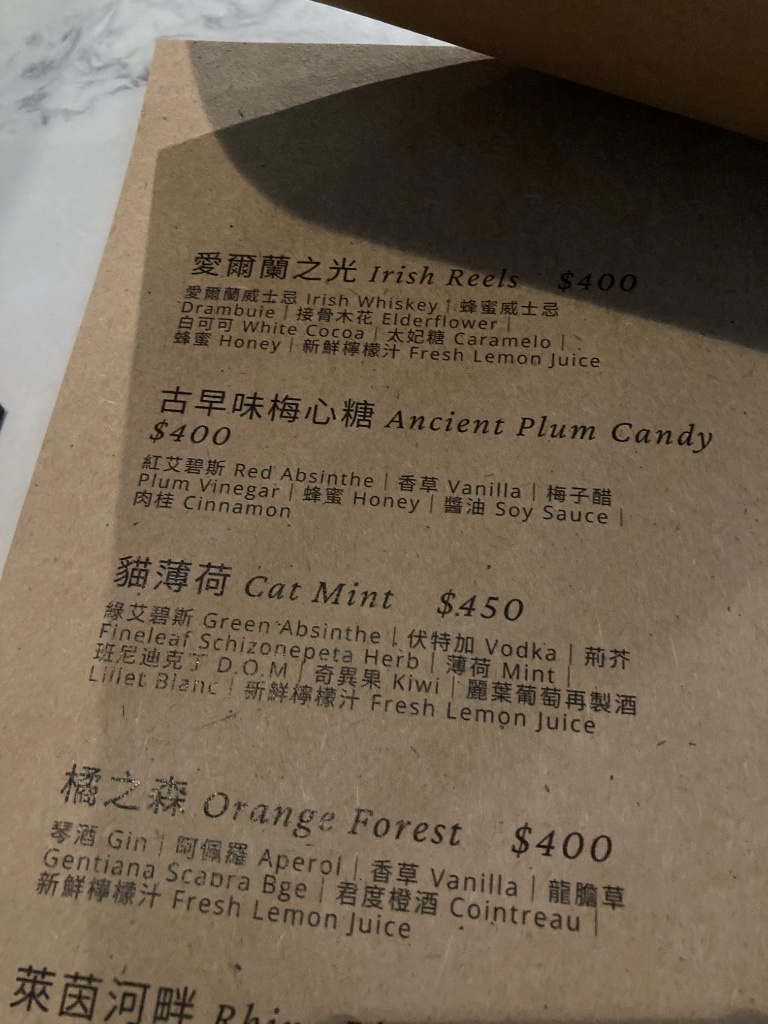 愛爾蘭之光 Irish Reels $400
愛爾蘭威士忌 Irish Whiskey | 蜂蜜威士忌
Drambuie | 接骨木花 Elderflower |
白可可 White Cocoa | 太妃糖 Caramelo |
蜂蜜 Honey | 新鮮檸檬汁 Fresh Lemon Juice
古早味梅心糖 Ancient Plum Candy
$400
紅艾碧斯 Red Absinthe | 香草 Vanilla | 梅子醋
Plum Vinegar | 蜂蜜 Honey | 醬油 Soy Sauce |
肉桂 Cinnamon
貓薄荷 Cat Mint $450
綠艾碧斯 Green Absinthe | 伏特加 Vodka | 荊芥
Fineleaf Schizonepeta Herb | 薄荷 Mint |
班尼迪克丁 D.O.M | 奇異果 Kiwi | 麗葉葡萄再製酒
Lillet Blanc | 新鮮檸檬汁 Fresh Lemon Juice
橘之森 Orange Forest $400
琴酒 Gin | 阿佩羅 Aperol | 香草 Vanilla | 龍膽草
Gentiana Scabra Bge | 君度橙酒 Cointreau |
新鮮檸檬汁 Fresh Lemon Juice
萊茵河畔